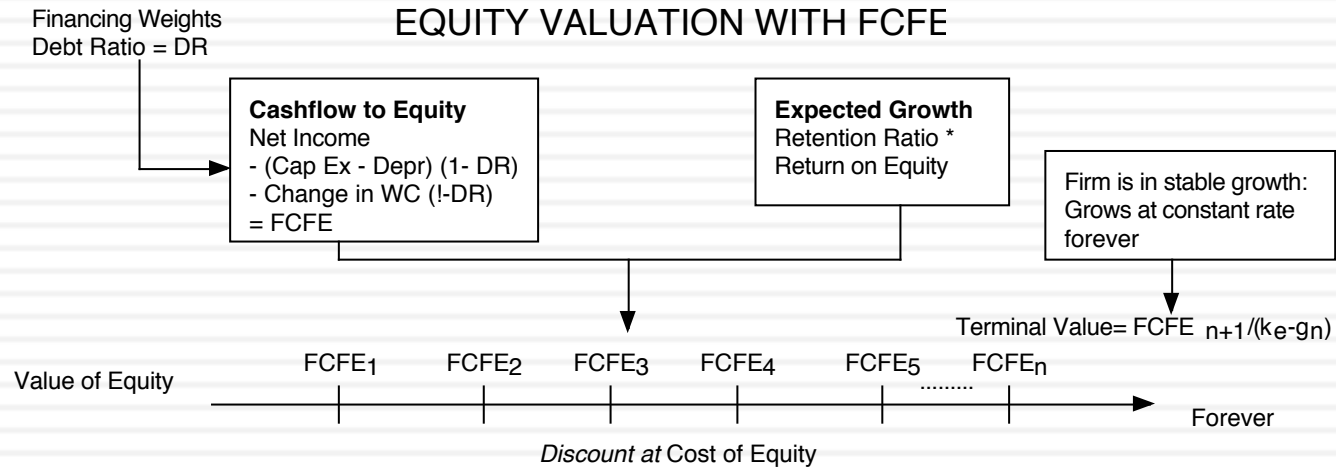 EQUITY VALUATION WITH FCFE
Financing Weights
Debt Ratio = DR
Cashflow to Equity
Net Income
- (Cap Ex - Depr) (1- DR)
- Change in WC (!-DR)
= FCFE
Expected Growth
Retention Ratio *
Return on Equity
Firm is in stable growth:
Grows at constant rate
forever
Terminal Value= FCFE n+1/(ke-gn)
FCFE1 FCFE2 FCFE3 FCFE4 FCFE5 ......... FCFEn
Value of Equity
Forever
Discount at Cost of Equity